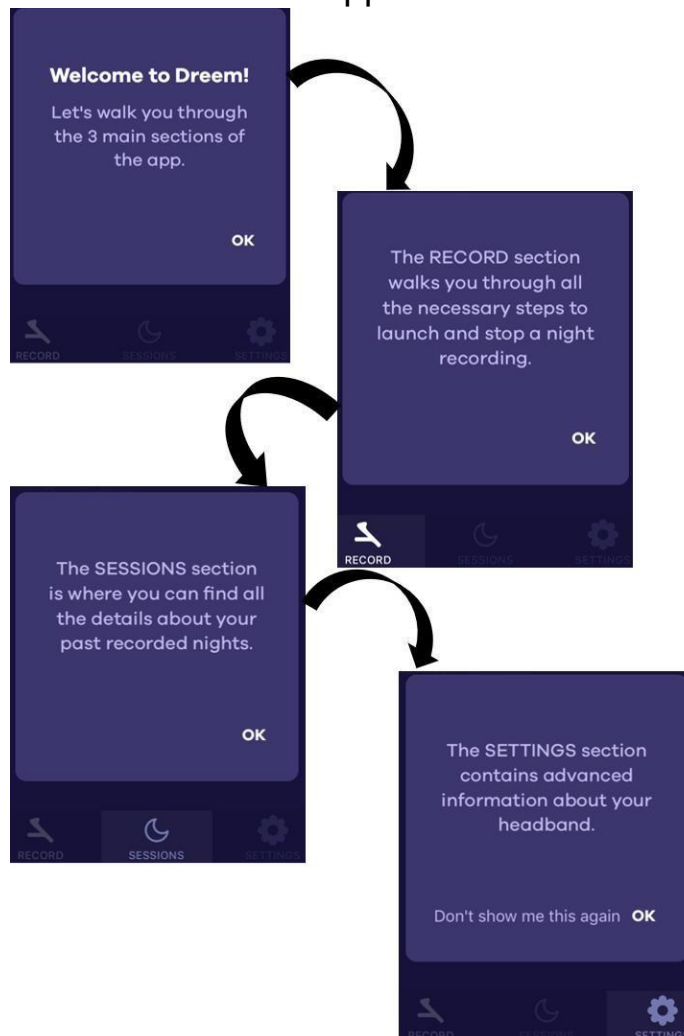 Welcome to Dreem!
Let's walk you through
the 3 main sections of
the app.
OK
RECORD
SESSIONS
SETTINGS
The RECORD section
walks you through all
the necessary steps to
launch and stop a night
recording.
OK
RECORD
SESSIONS
SETTINGS
The SESSIONS section
is where you can find all
the details about your
past recorded nights.
OK
RECORD
SESSIONS
SETTINGS
The SETTINGS section
contains advanced
information about your
headband.
Don't show me this again OK
RECORD
SESSIONS
SETTING